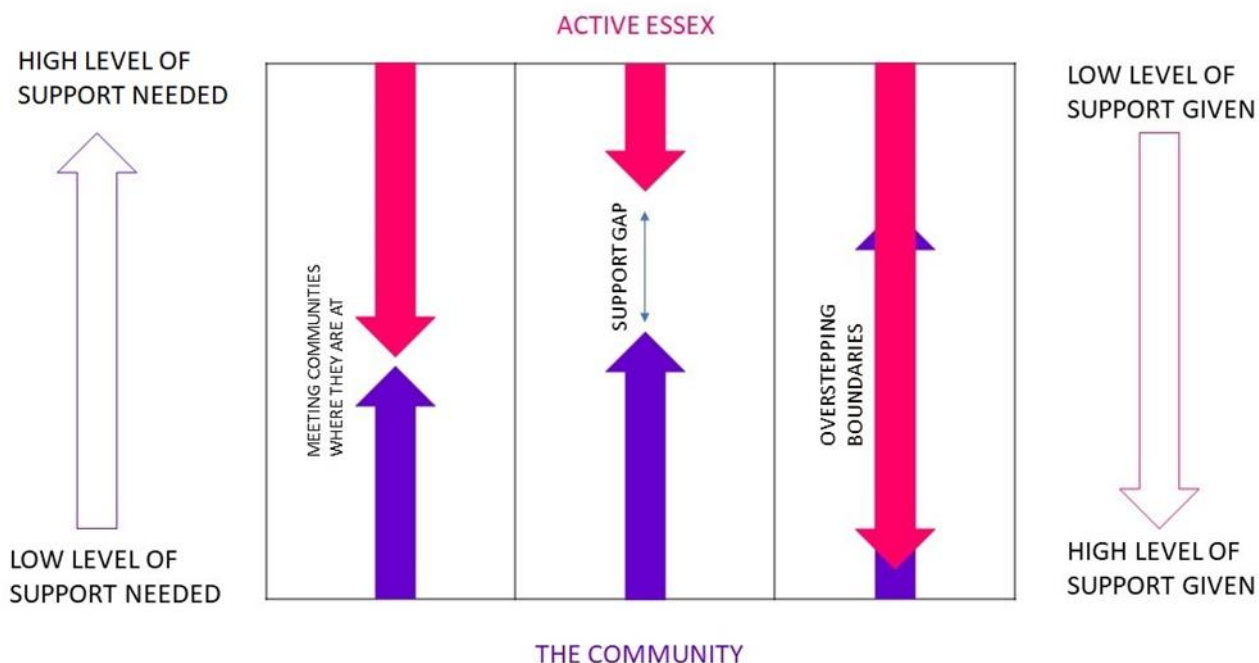 ACTIVE ESSEX
HIGH LEVEL OF
SUPPORT NEEDED
LOW LEVEL OF
SUPPORT GIVEN
MEETING COMMUNITIES
WHERE THEY ARE AT
SUPPORT GAP
OVERSTEPPING
BOUNDARIES
LOW LEVEL OF
SUPPORT NEEDED
HIGH LEVEL OF
SUPPORT GIVEN
THE COMMUNITY